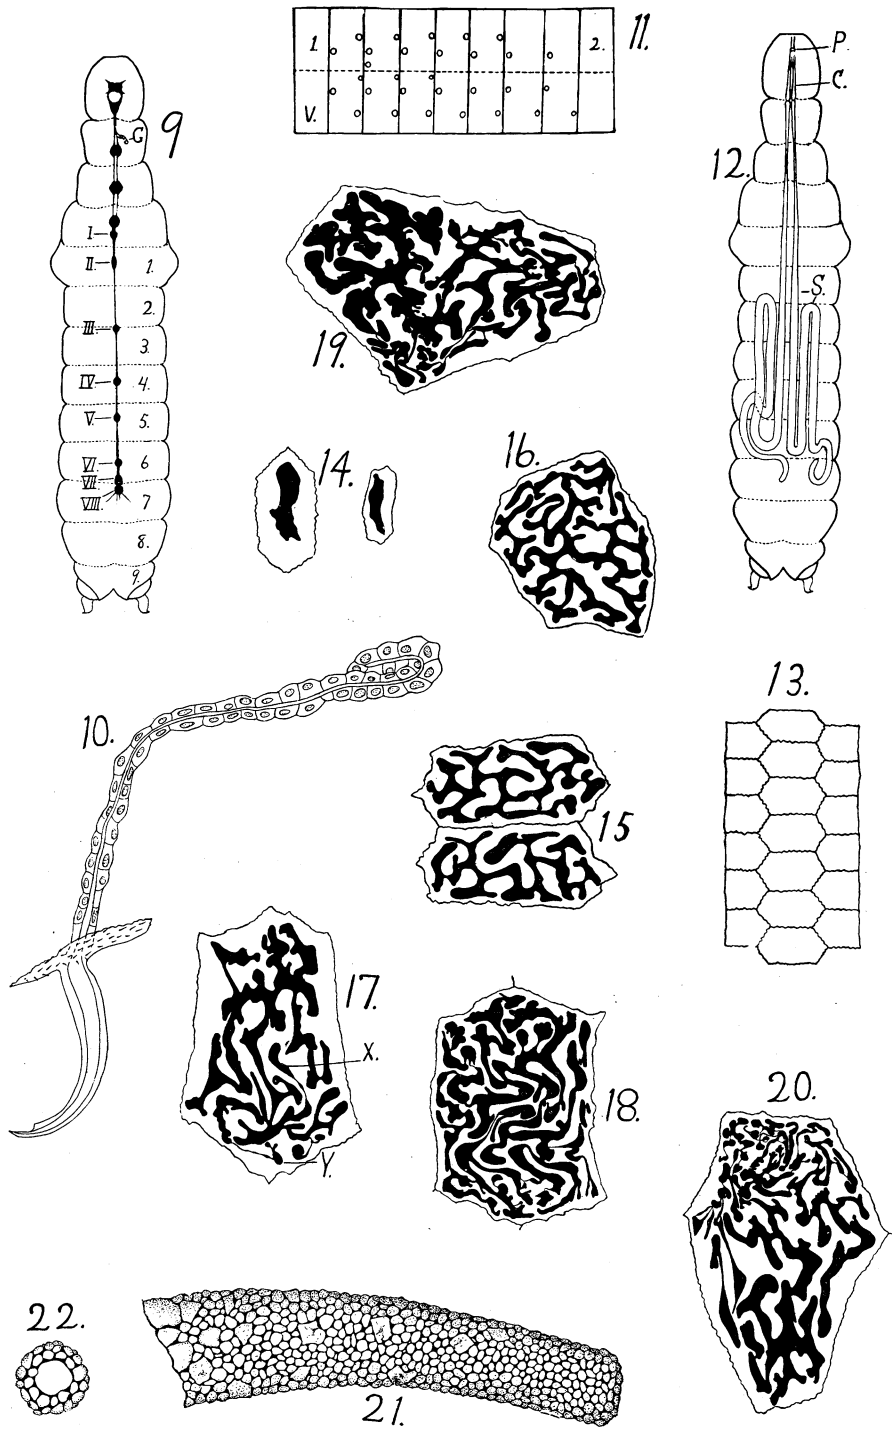 9
G
I
II.
1.
2.
III.
3.
IV
4.
V.
5.
VI.
6
VII
VIII.
7
8.
9.
11.
1.
2.
V.
12.
P.
C.
S.
19.
14.
16.
10.
13.
15
17.
X.
Y.
18.
20.
22.
21.